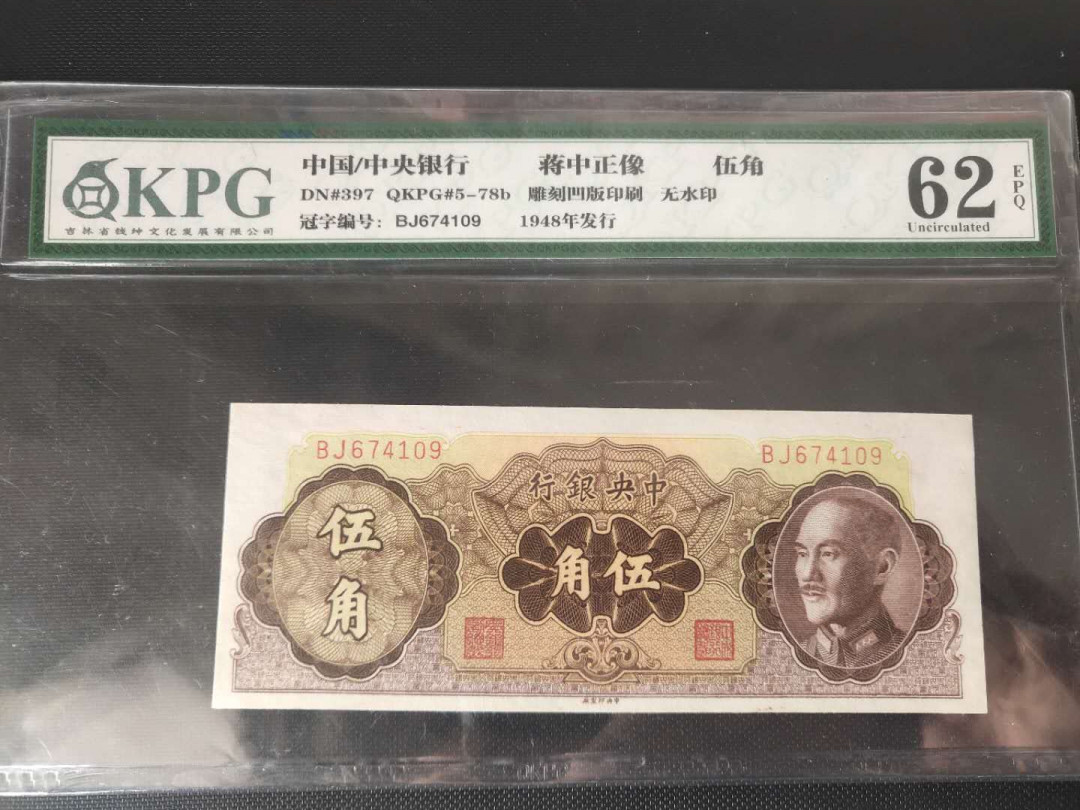 QKPG
吉林省钱绅文化发展有限公司
中国/中央银行 蒋中正像 伍角
DN#397 QKPG#5-78b 雕刻凹版印刷 无水印
冠字编号: BJ674109 1948年发行
62
EPQ
Uncirculated
BJ674109 BJ674109
行銀央中
伍角
角伍